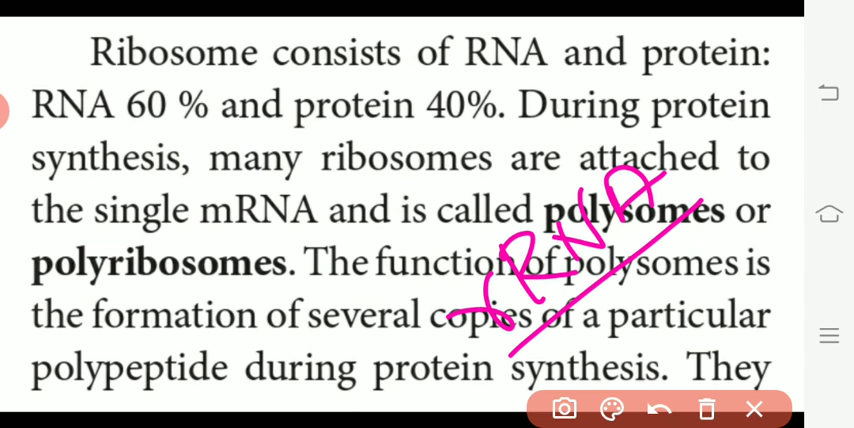 Ribosome consists of RNA and protein:
RNA 60 % and protein 40%. During protein
synthesis, many ribosomes are attached to
the single mRNA and is called polysomes or
polyribosomes. The function of polysomes is
the formation of several copies of a particular
polypeptide during protein synthesis. They
rRNA